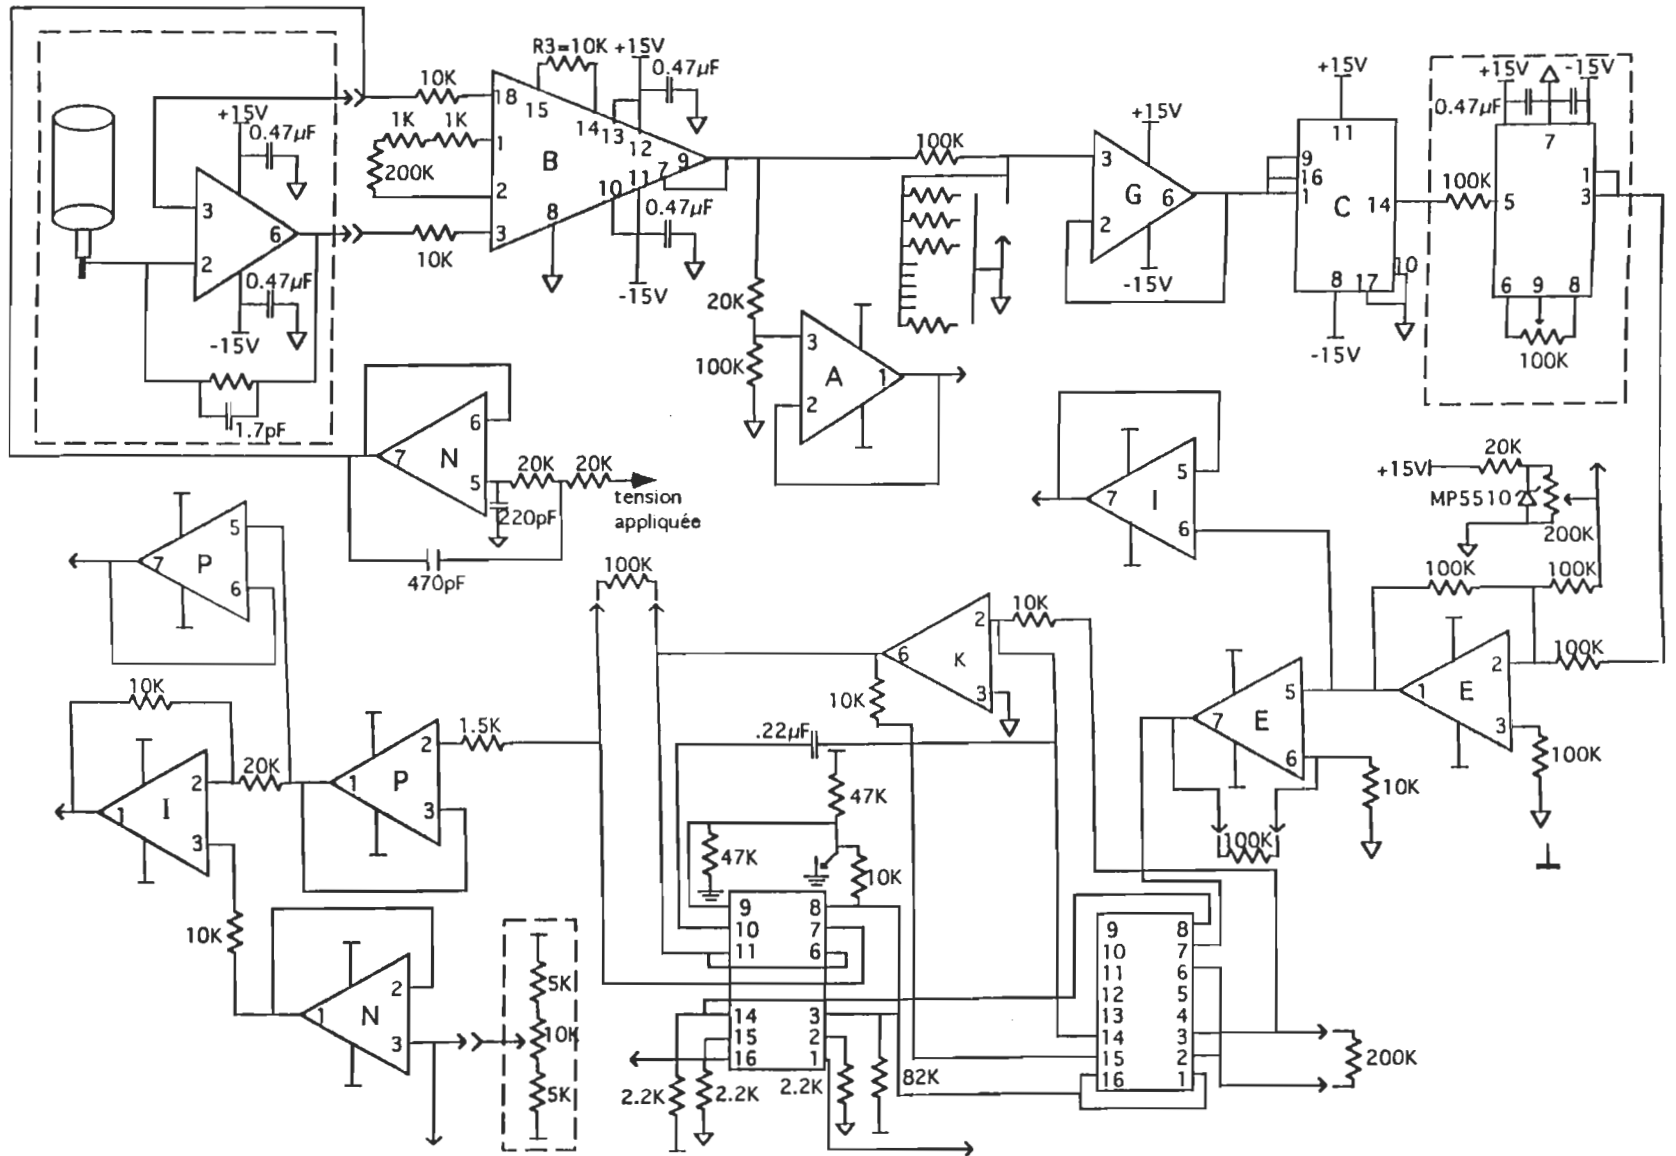 +15V
0.47µF
3
2
6
0.47µF
-15V
1.7pF
10K
1K
1K
200K
10K
R3=10K
+15V
0.47µF
18
15
14
13
12
1
B
9
7
2
11
10
0.47µF
8
3
-15V
100K
20K
100K
3
A
1
2
+15V
3
G
6
2
-15V
+15V
11
9
16
1
C
14
10
8
17
-15V
100K
+15V
-15V
0.47µF
7
1
3
5
6
9
8
100K
6
7
N
5
20K
20K
tension
appliquée
220pF
470pF
5
7
P
6
5
7
I
6
20K
+15V
MP5510
200K
100K
100K
100K
2
1
E
3
100K
5
7
E
6
10K
100K
100K
10K
2
6
K
3
10K
.22µF
47K
47K
10K
10K
20K
2
1
I
3
1.5K
2
1
P
3
10K
2
1
N
3
5K
10K
5K
9
8
10
7
11
6
14
3
15
2
16
1
2.2K
2.2K
2.2K
82K
9
8
10
7
11
6
12
5
13
4
14
3
15
2
16
1
200K